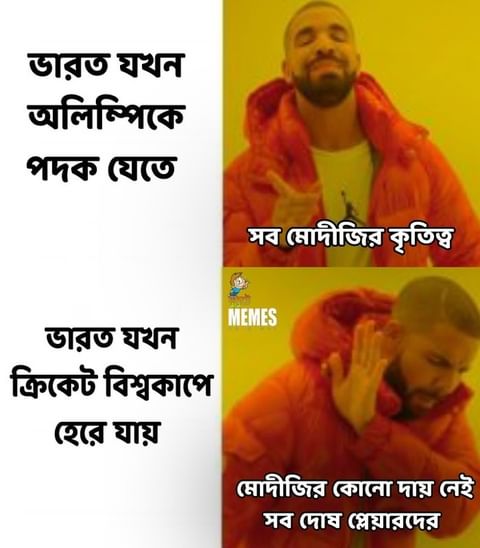 ভারত যখন
অলিম্পিকে
পদক যেতে
সব মোদীজির কৃতিত্ব
MEMES
ভারত যখন
ক্রিকেট বিশ্বকাপে
হেরে যায়
মোদীজির কোনো দায় নেই
সব দোষ প্লেয়ারদের